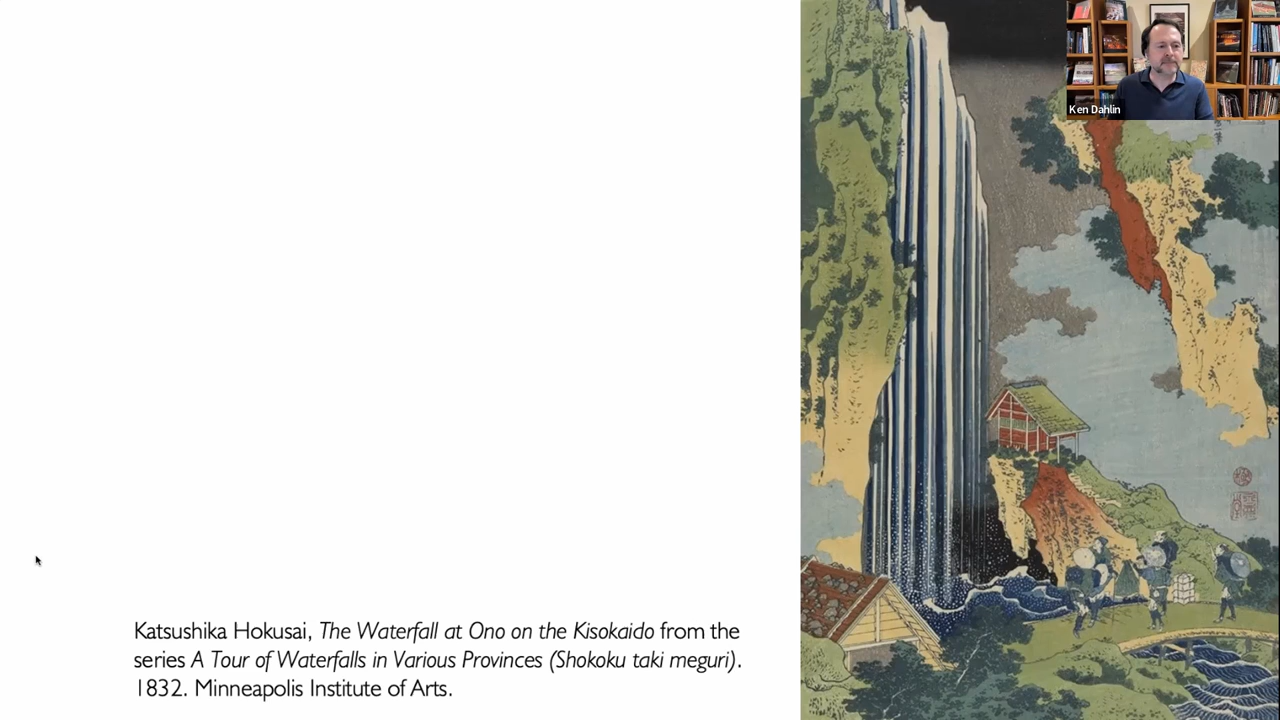 Ken Dahlin
Katsushika Hokusai, The Waterfall at Ono on the Kisokaido from the
series A Tour of Waterfalls in Various Provinces (Shokoku taki meguri).
1832. Minneapolis Institute of Arts.